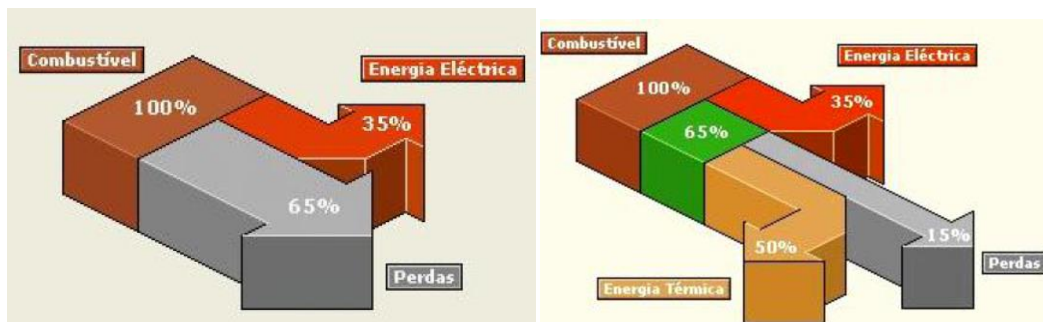 Combustível
Energia Eléctrica
100%
35%
65%
Perdas
Combustível
Energia Eléctrica
100%
35%
65%
15%
50%
Perdas
Energia Térmica